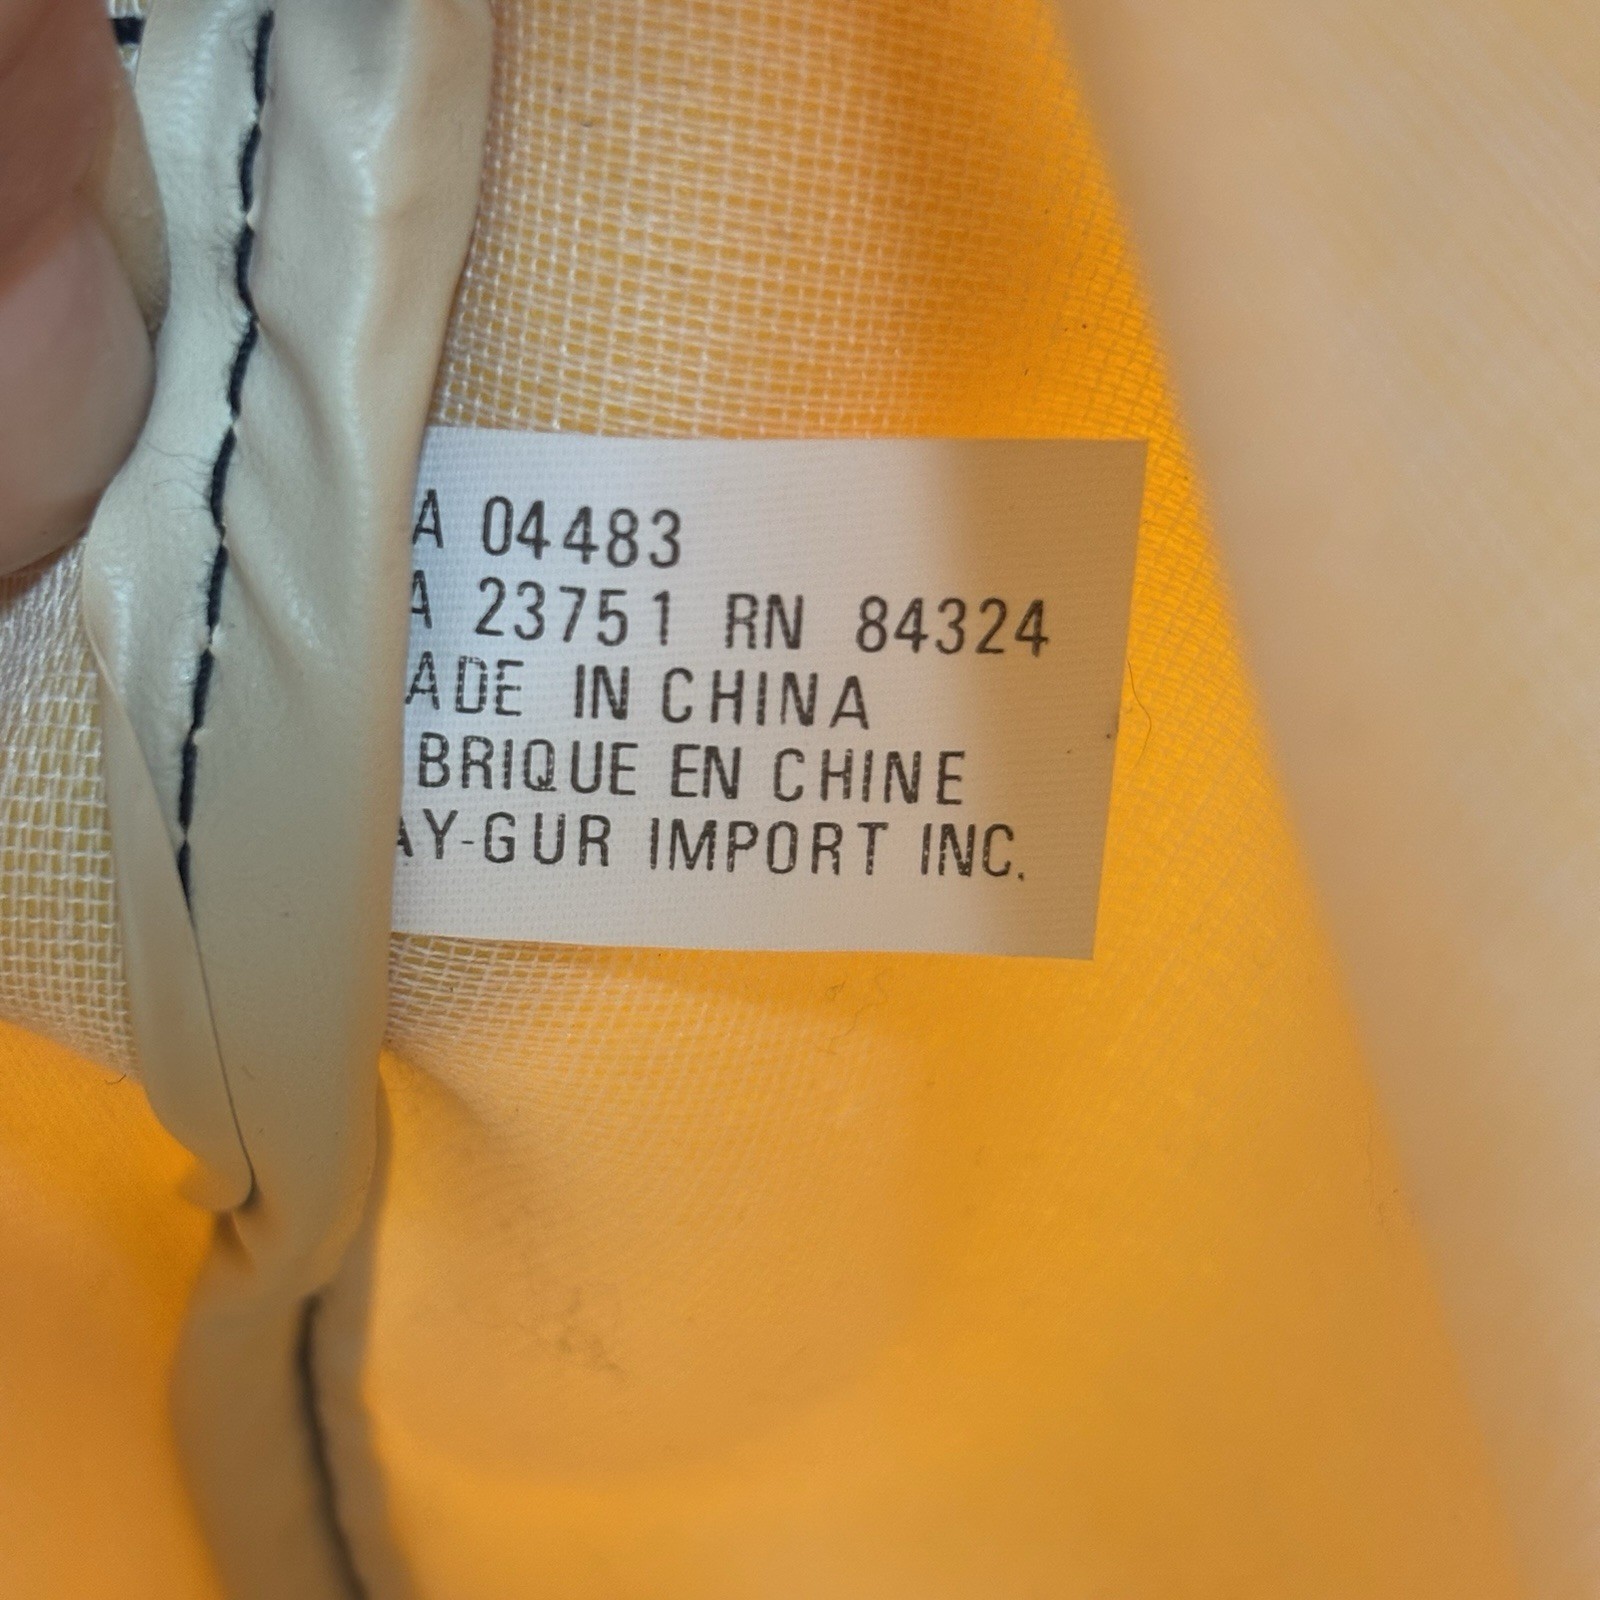 A 04483
A 23751 RN 84324
ADE IN CHINA
BRIQUE EN CHINE
AY-GUR IMPORT INC.